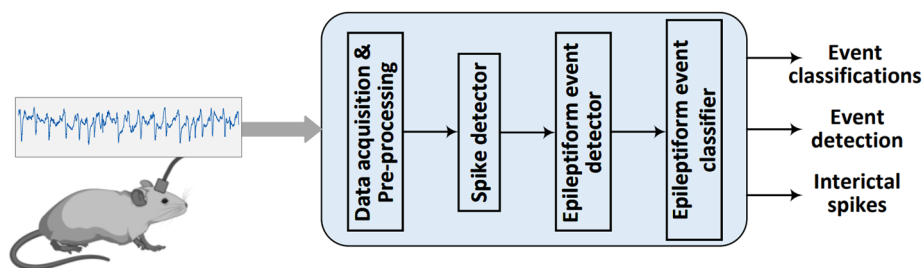 Data acquisition &
Pre-processing
Spike detector
Epileptiform event
detector
Epileptiform event
classifier
Event
classifications
Event
detection
Interictal
spikes